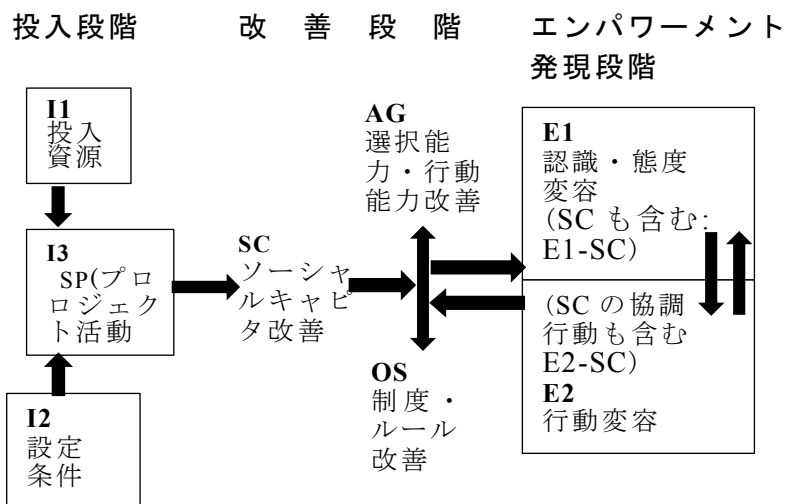 投入段階
改善段階
エンパワーメント
発現段階
I1
投入
資源
I3
SP(プロ
ロジェク
ト活動
I2
設定
条件
SC
ソーシャ
ルキャピ
タ改善
AG
選択能
力・行動
能力改善
OS
制度・
ルール
改善
E1
認識・態度
変容
(SCも含む:
E1-SC)
(SCの協調
行動も含む
E2-SC)
E2
行動変容